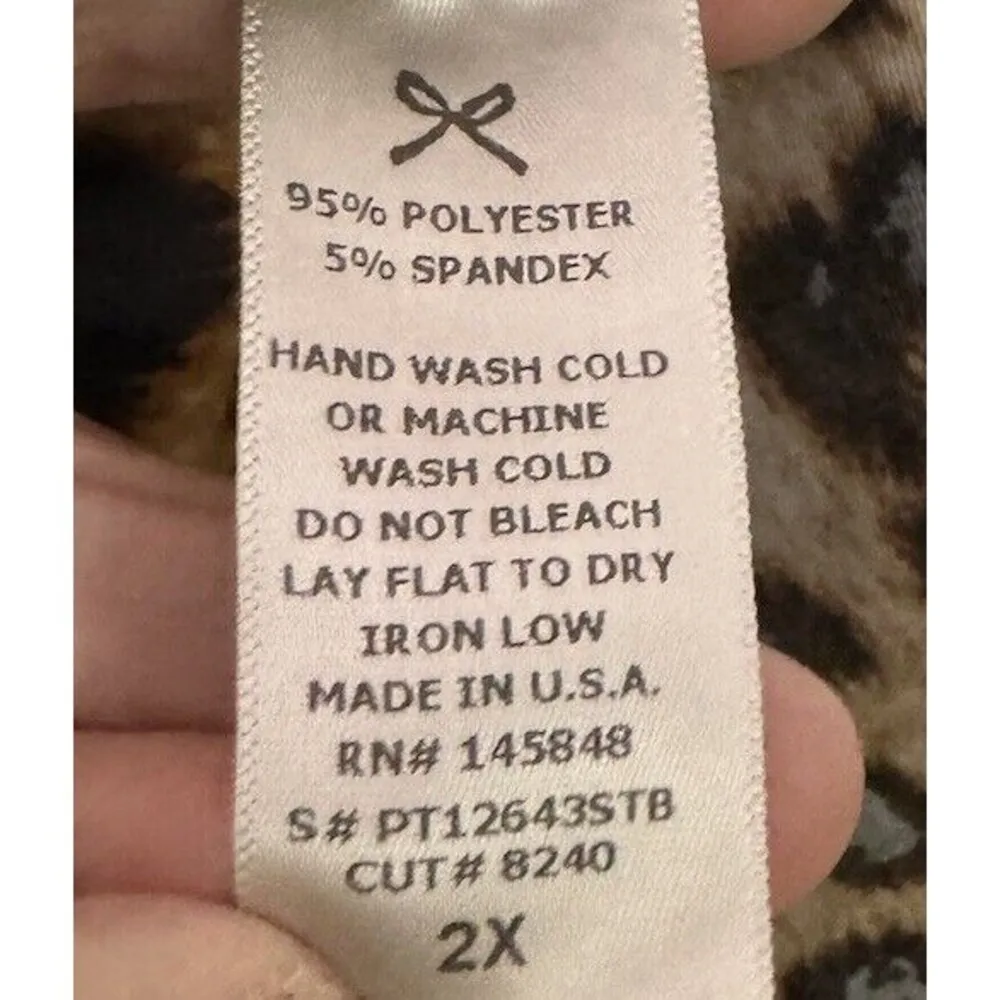 95% POLYESTER
5% SPANDEX
HAND WASH COLD
OR MACHINE
WASH COLD
DO NOT BLEACH
LAY FLAT TO DRY
IRON LOW
MADE IN U.S.A.
RN# 145848
S# PT12643STB
CUT# 8240
2X